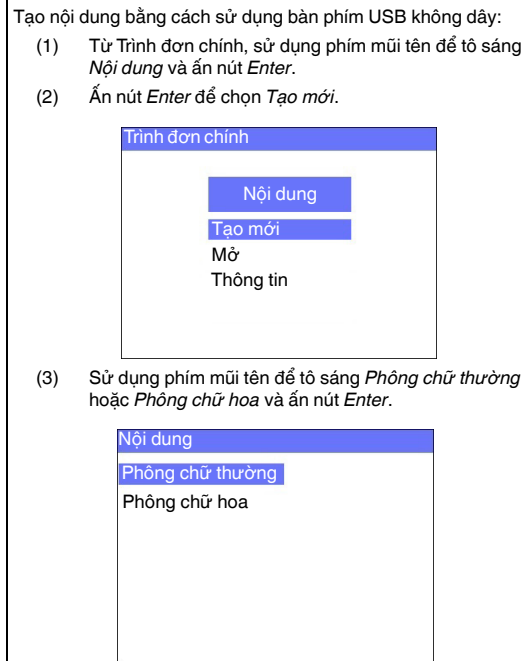 Tạo nội dung bằng cách sử dụng bàn phím USB không dây:
(1) Từ Trình đơn chính, sử dụng phím mũi tên để tô sáng
Nội dung và ấn nút Enter.
(2) Ấn nút Enter để chọn Tạo mới.
Trình đơn chính
Nội dung
Tạo mới
Mở
Thông tin
(3) Sử dụng phím mũi tên để tô sáng Phông chữ thường
hoặc Phông chữ hoa và ấn nút Enter.
Nội dung
Phông chữ thường
Phông chữ hoa